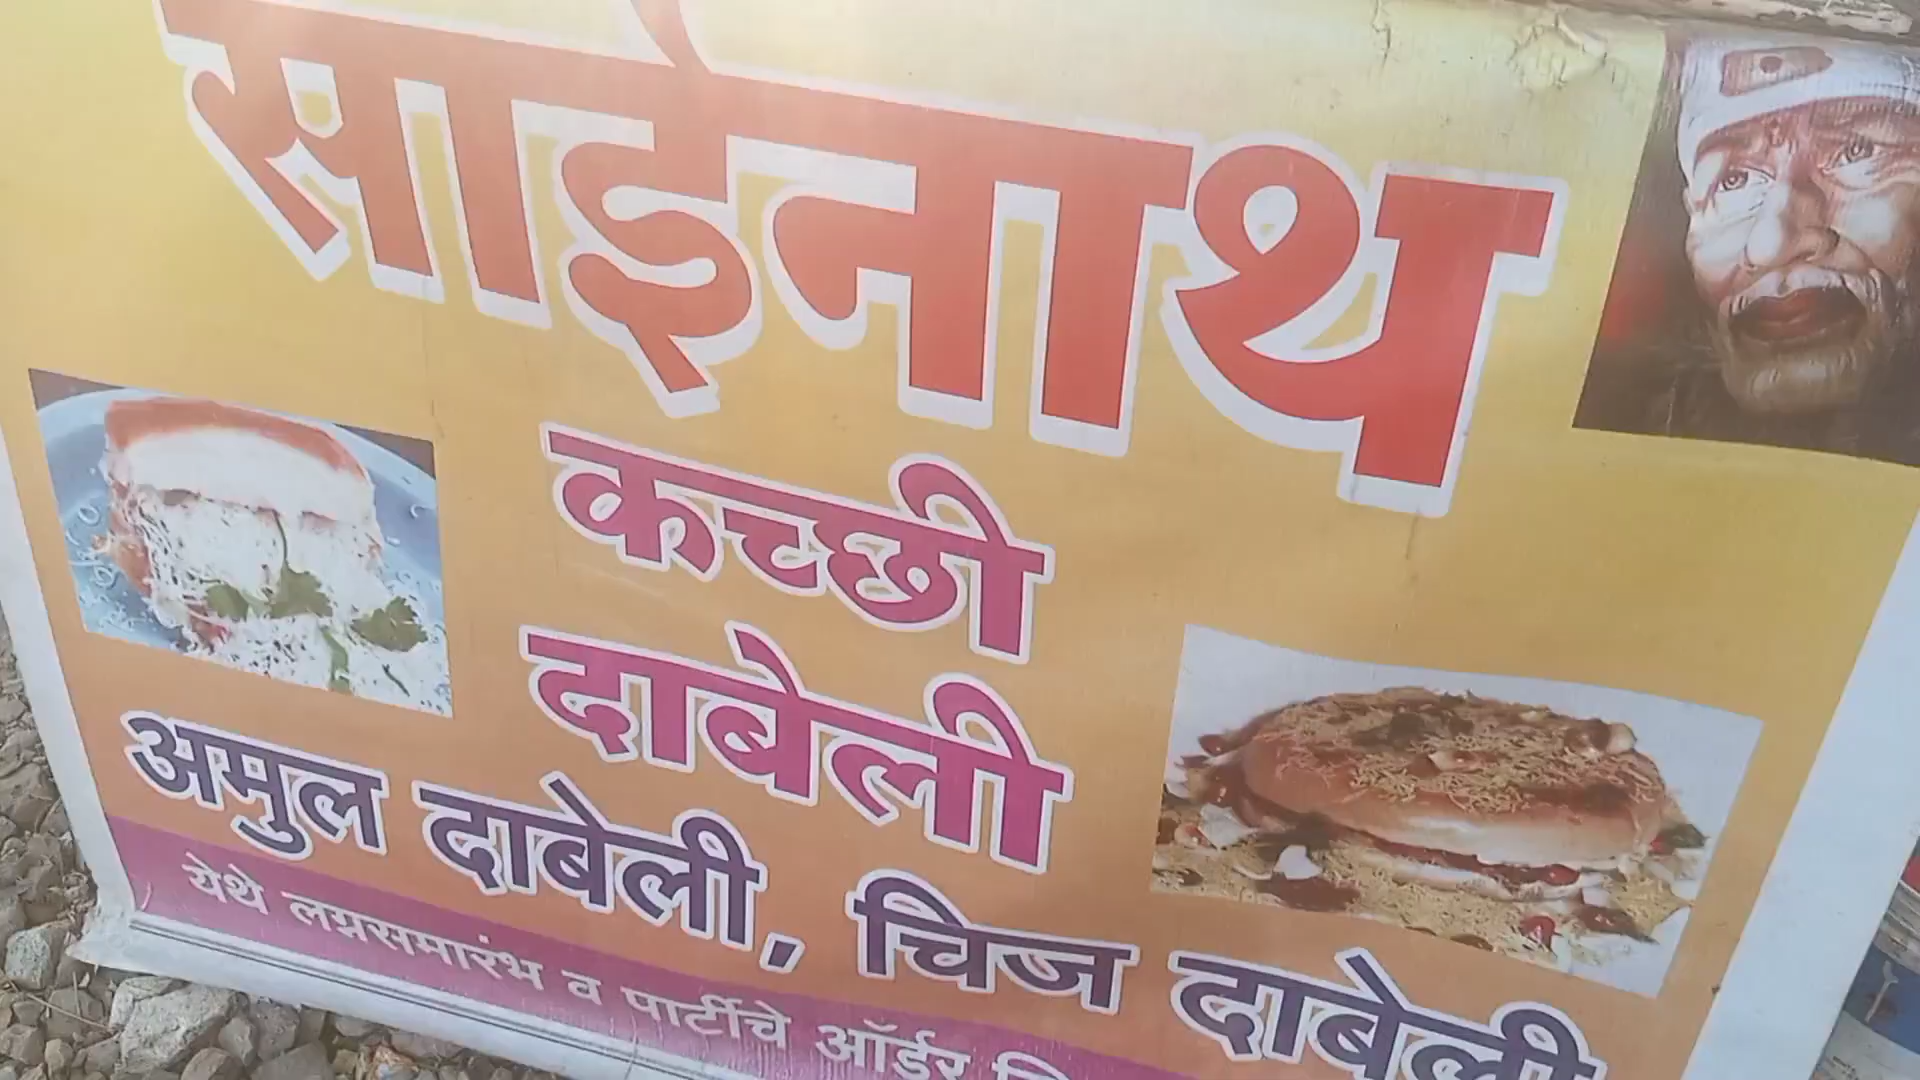 साईनाथ
कच्छी
दाबेली
अमुल दाबेली, चिज दाबेली
येथे लग्नसमारंभ व पार्टीचे ऑर्डर